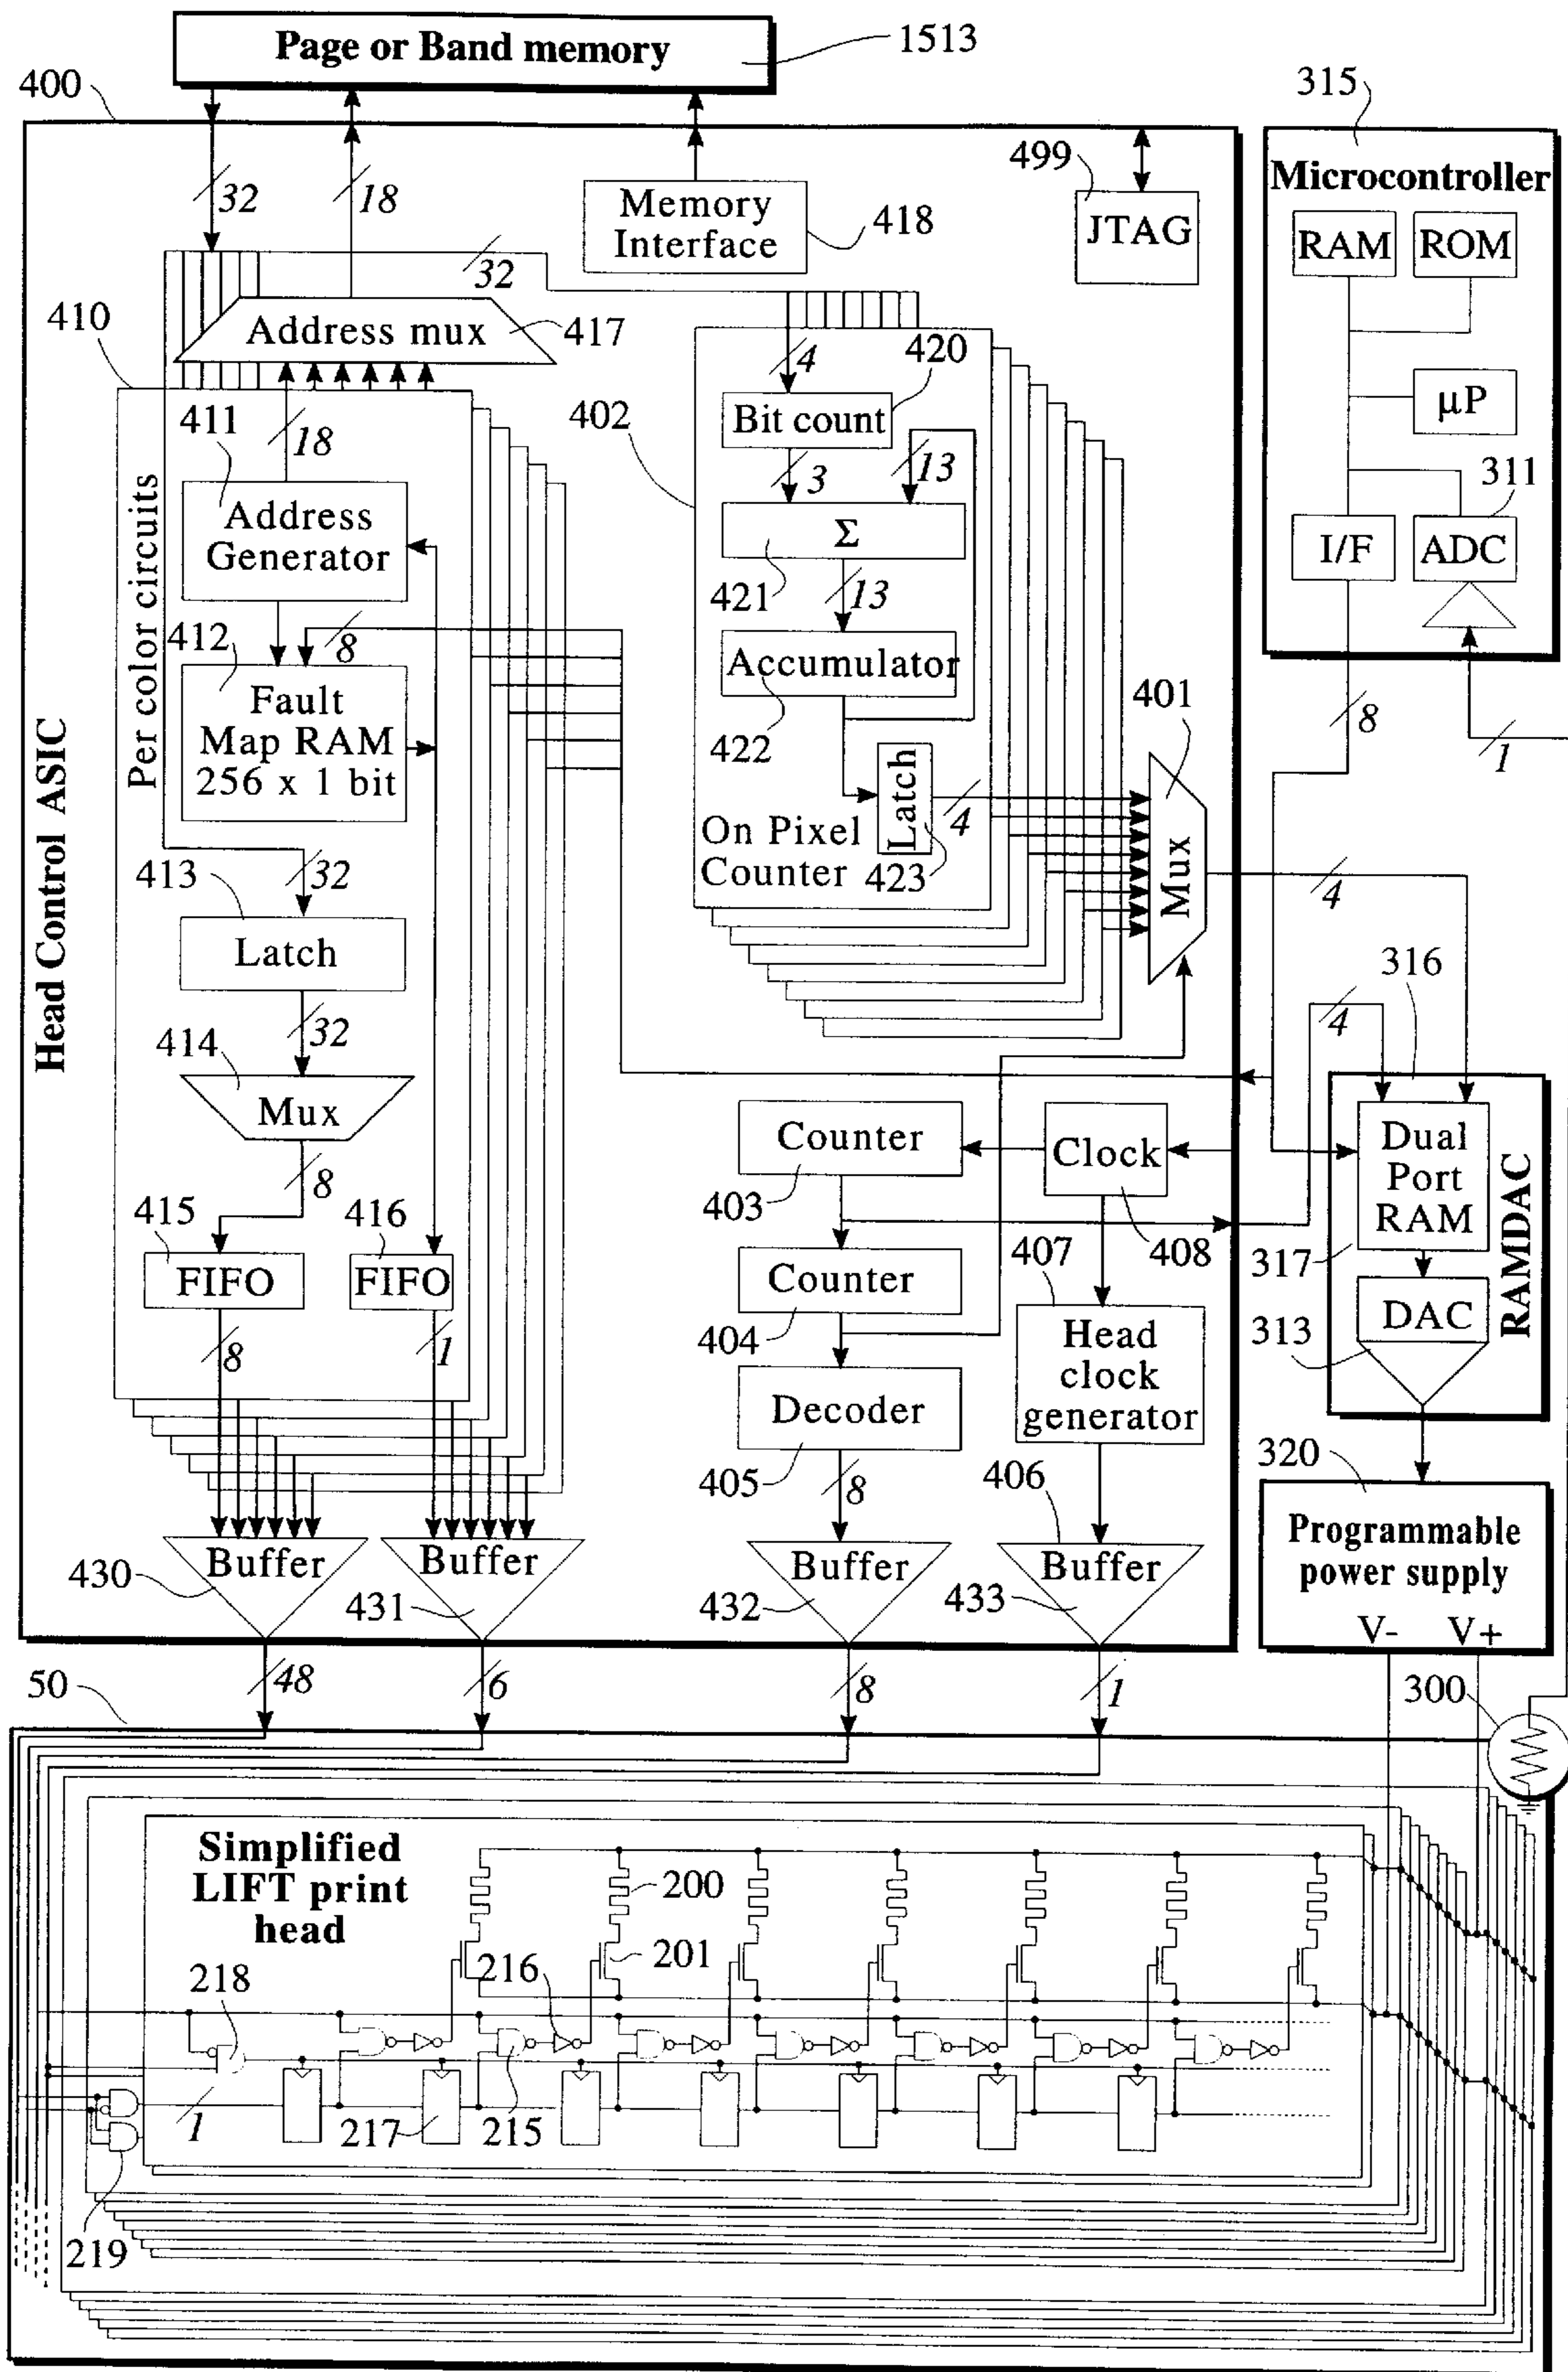 Page or Band memory
1513
400
315
32
18
499
JTAG
Memory
Interface
418
Microcontroller
RAM
ROM
32
410
Address mux
417
4
420
µP
411
18
402
Bit count
3
13
311
Per color circuits
Address
Generator
Σ
I/F
ADC
421
13
412
8
Fault
Map RAM
256 x 1 bit
Accumulator
422
401
8
1
Head Control ASIC
Latch
4
On Pixel
Counter
423
Mux
4
413
32
Latch
316
4
32
414
Mux
Counter
Clock
Dual
Port
RAM
RAMDAC
8
403
415
416
407
408
317
FIFO
FIFO
Counter
DAC
404
Head
clock
generator
313
8
1
Decoder
405
8
406
320
Programmable
power supply
V-
V+
Buffer
Buffer
Buffer
Buffer
430
431
432
433
50
48
6
8
1
300
Simplified
LIFT print
head
200
201
216
218
1
217
215
219